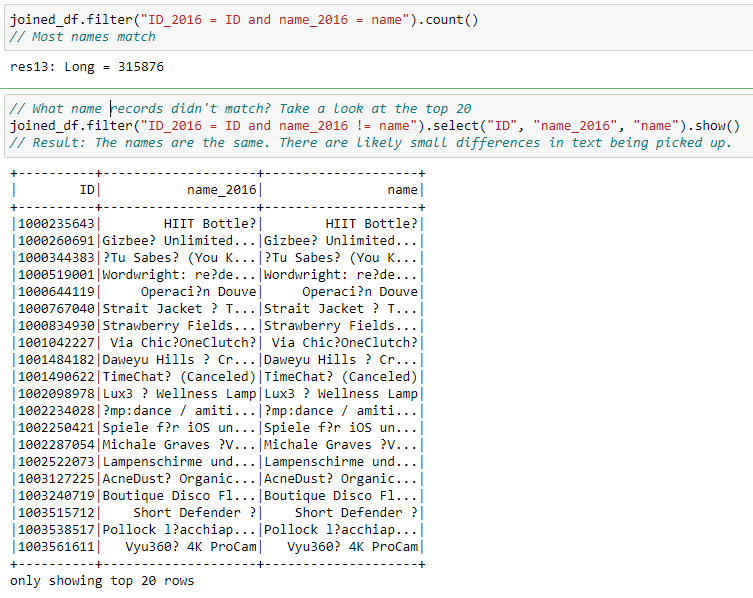 joined_df.filter("ID_2016 = ID and name_2016 = name").count()
// Most names match
res13: Long = 315876
// What name records didn't match? Take a look at the top 20
joined_df.filter("ID_2016 = ID and name_2016 != name").select("ID", "name_2016", "name").show()
// Result: The names are the same. There are likely small differences in text being picked up.
+----------+--------------------+--------------------+
|        ID|           name_2016|                name|
+----------+--------------------+--------------------+
|1000235643|        HIIT Bottle?|        HIIT Bottle?|
|1000260691|Gizbee? Unlimited...|Gizbee? Unlimited...|
|1000344383|?Tu Sabes? (You K...|?Tu Sabes? (You K...|
|1000519001|Wordwright: re?de...|Wordwright: re?de...|
|1000644119|     Operaci?n Douve|     Operaci?n Douve|
|1000767040|Strait Jacket ? T...|Strait Jacket ? T...|
|1000834930|Strawberry Fields...|Strawberry Fields...|
|1001042227| Via Chic?OneClutch?| Via Chic?OneClutch?|
|1001484182|Daweyu Hills ? Cr...|Daweyu Hills ? Cr...|
|1001490622|TimeChat? (Canceled)|TimeChat? (Canceled)|
|1002098978|Lux3 ? Wellness Lamp|Lux3 ? Wellness Lamp|
|1002234028|?mp:dance / amiti...|?mp:dance / amiti...|
|1002250421|Spiele f?r iOS un...|Spiele f?r iOS un...|
|1002287054|Michale Graves ?V...|Michale Graves ?V...|
|1002522073|Lampenschirme und...|Lampenschirme und...|
|1003127225|AcneDust? Organic...|AcneDust? Organic...|
|1003240719|Boutique Disco Fl...|Boutique Disco Fl...|
|1003515712|    Short Defender ?|    Short Defender ?|
|1003538517|Pollock l?acchiap...|Pollock l?acchiap...|
|1003561611|  Vyu360? 4K ProCam|   Vyu360? 4K ProCam|
+----------+--------------------+--------------------+
only showing top 20 rows